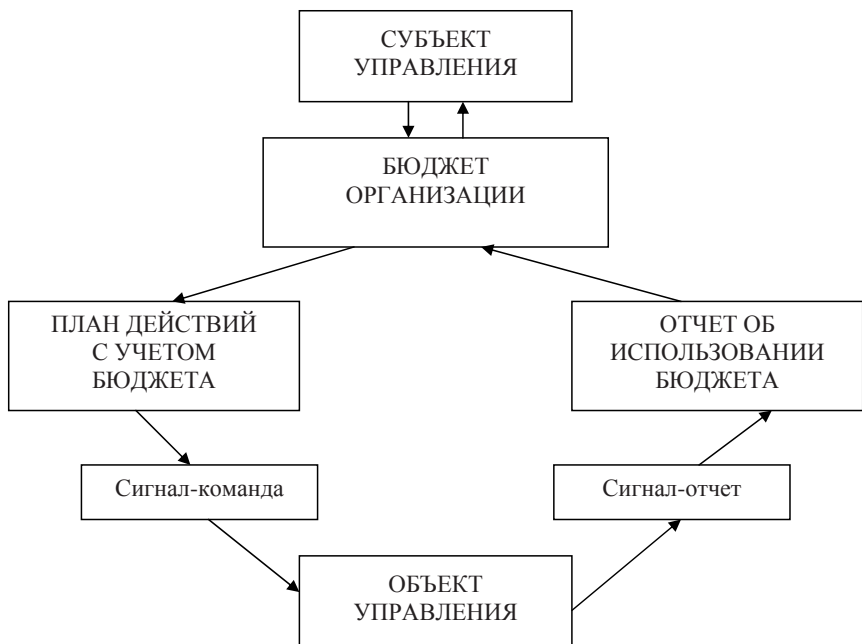 СУБЪЕКТ
УПРАВЛЕНИЯ
БЮДЖЕТ
ОРГАНИЗАЦИИ
ПЛАН ДЕЙСТВИЙ
С УЧЕТОМ
БЮДЖЕТА
ОТЧЕТ ОБ
ИСПОЛЬЗОВАНИИ
БЮДЖЕТА
Сигнал-команда
Сигнал-отчет
ОБЪЕКТ
УПРАВЛЕНИЯ